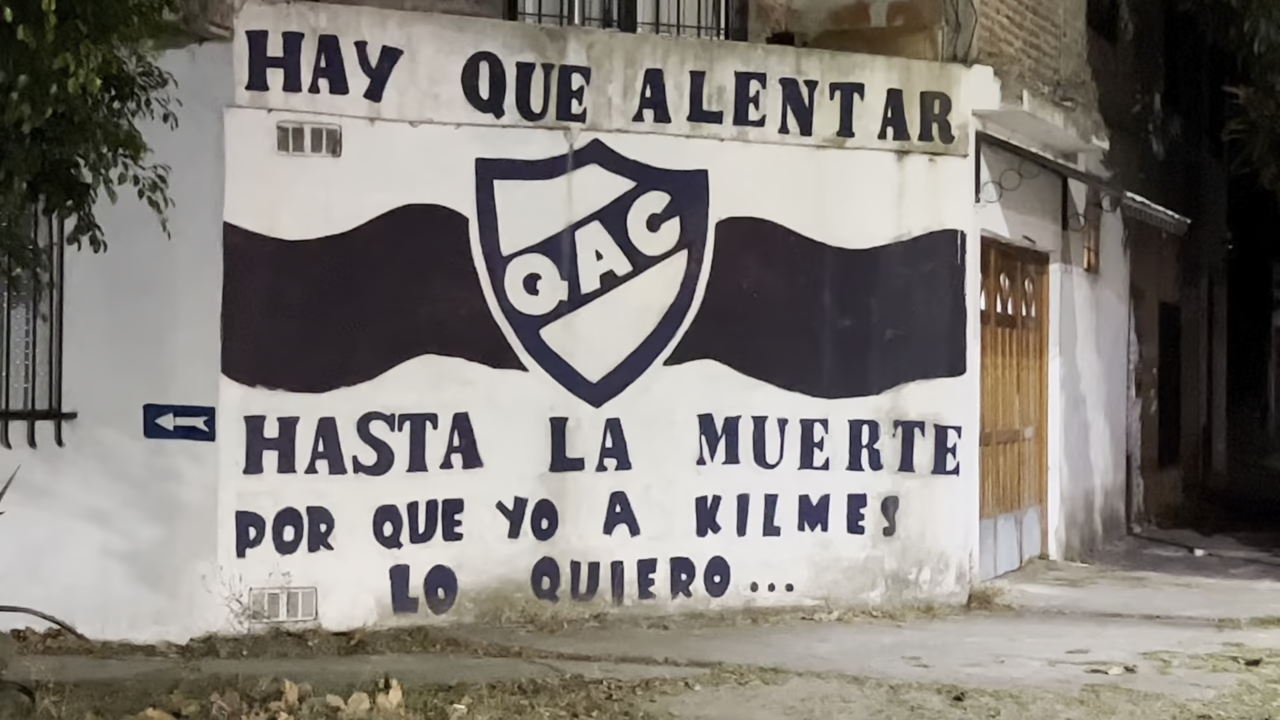 HAY QUE ALENTAR
QAC
HASTA LA MUERTE
POR QUE YO A KILMES
LO QUIERO...